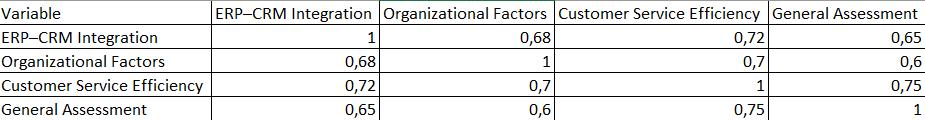 Variable ERP–CRM Integration Organizational Factors Customer Service Efficiency General Assessment
ERP–CRM Integration 1 0,68 0,72 0,65
Organizational Factors 0,68 1 0,7 0,6
Customer Service Efficiency 0,72 0,7 1 0,75
General Assessment 0,65 0,6 0,75 1